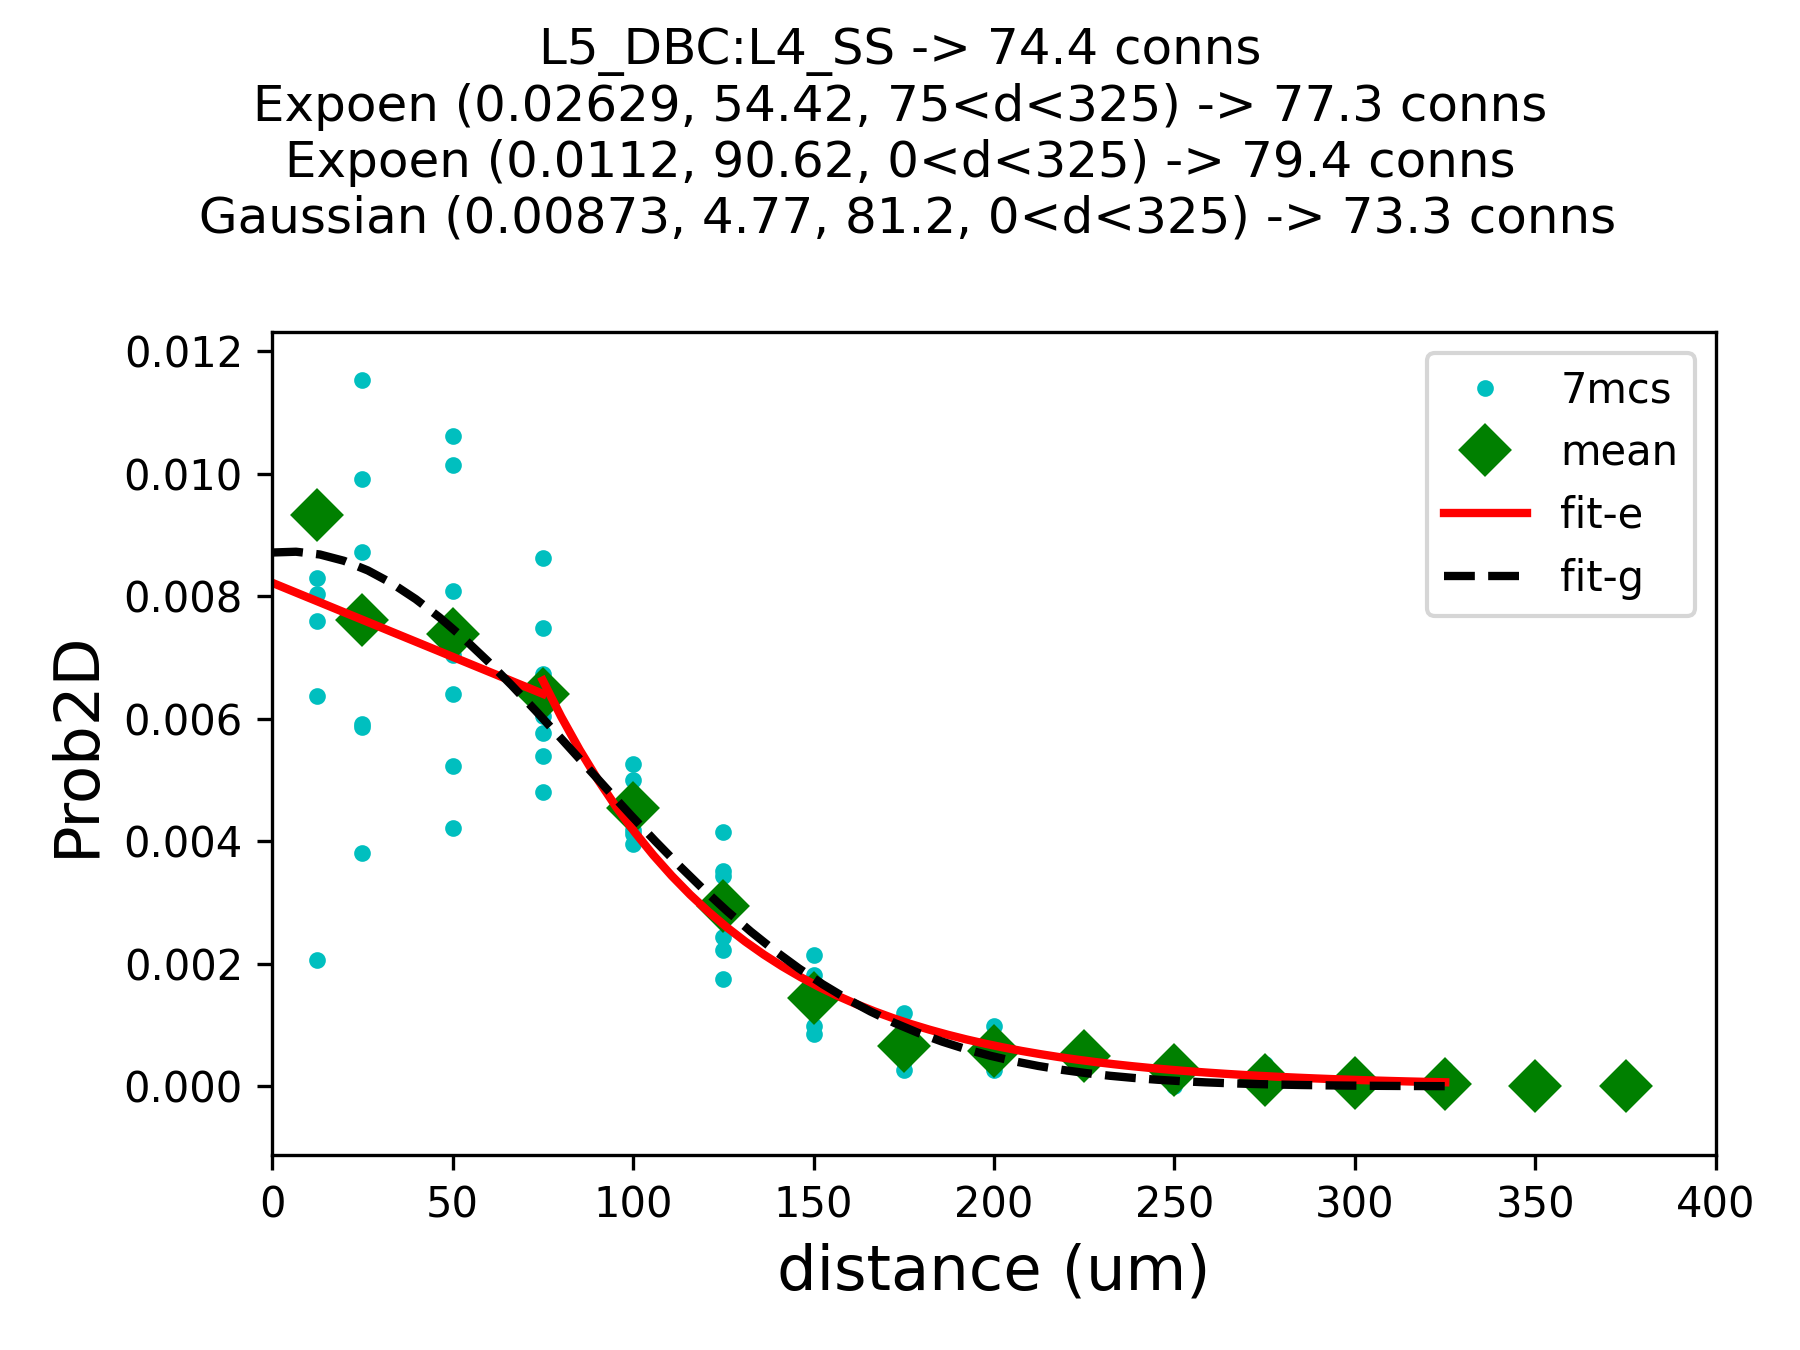 L5_DBC:L4_SS -> 74.4 conns
Expoen (0.02629, 54.42, 75<d<325) -> 77.3 conns
Expoen (0.0112, 90.62, 0<d<325) -> 79.4 conns
Gaussian (0.00873, 4.77, 81.2, 0<d<325) -> 73.3 conns
7mcs
mean
fit-e
fit-g
Prob2D
0.012
0.010
0.008
0.006
0.004
0.002
0.000
0 50 100 150 200 250 300 350 400
distance (um)